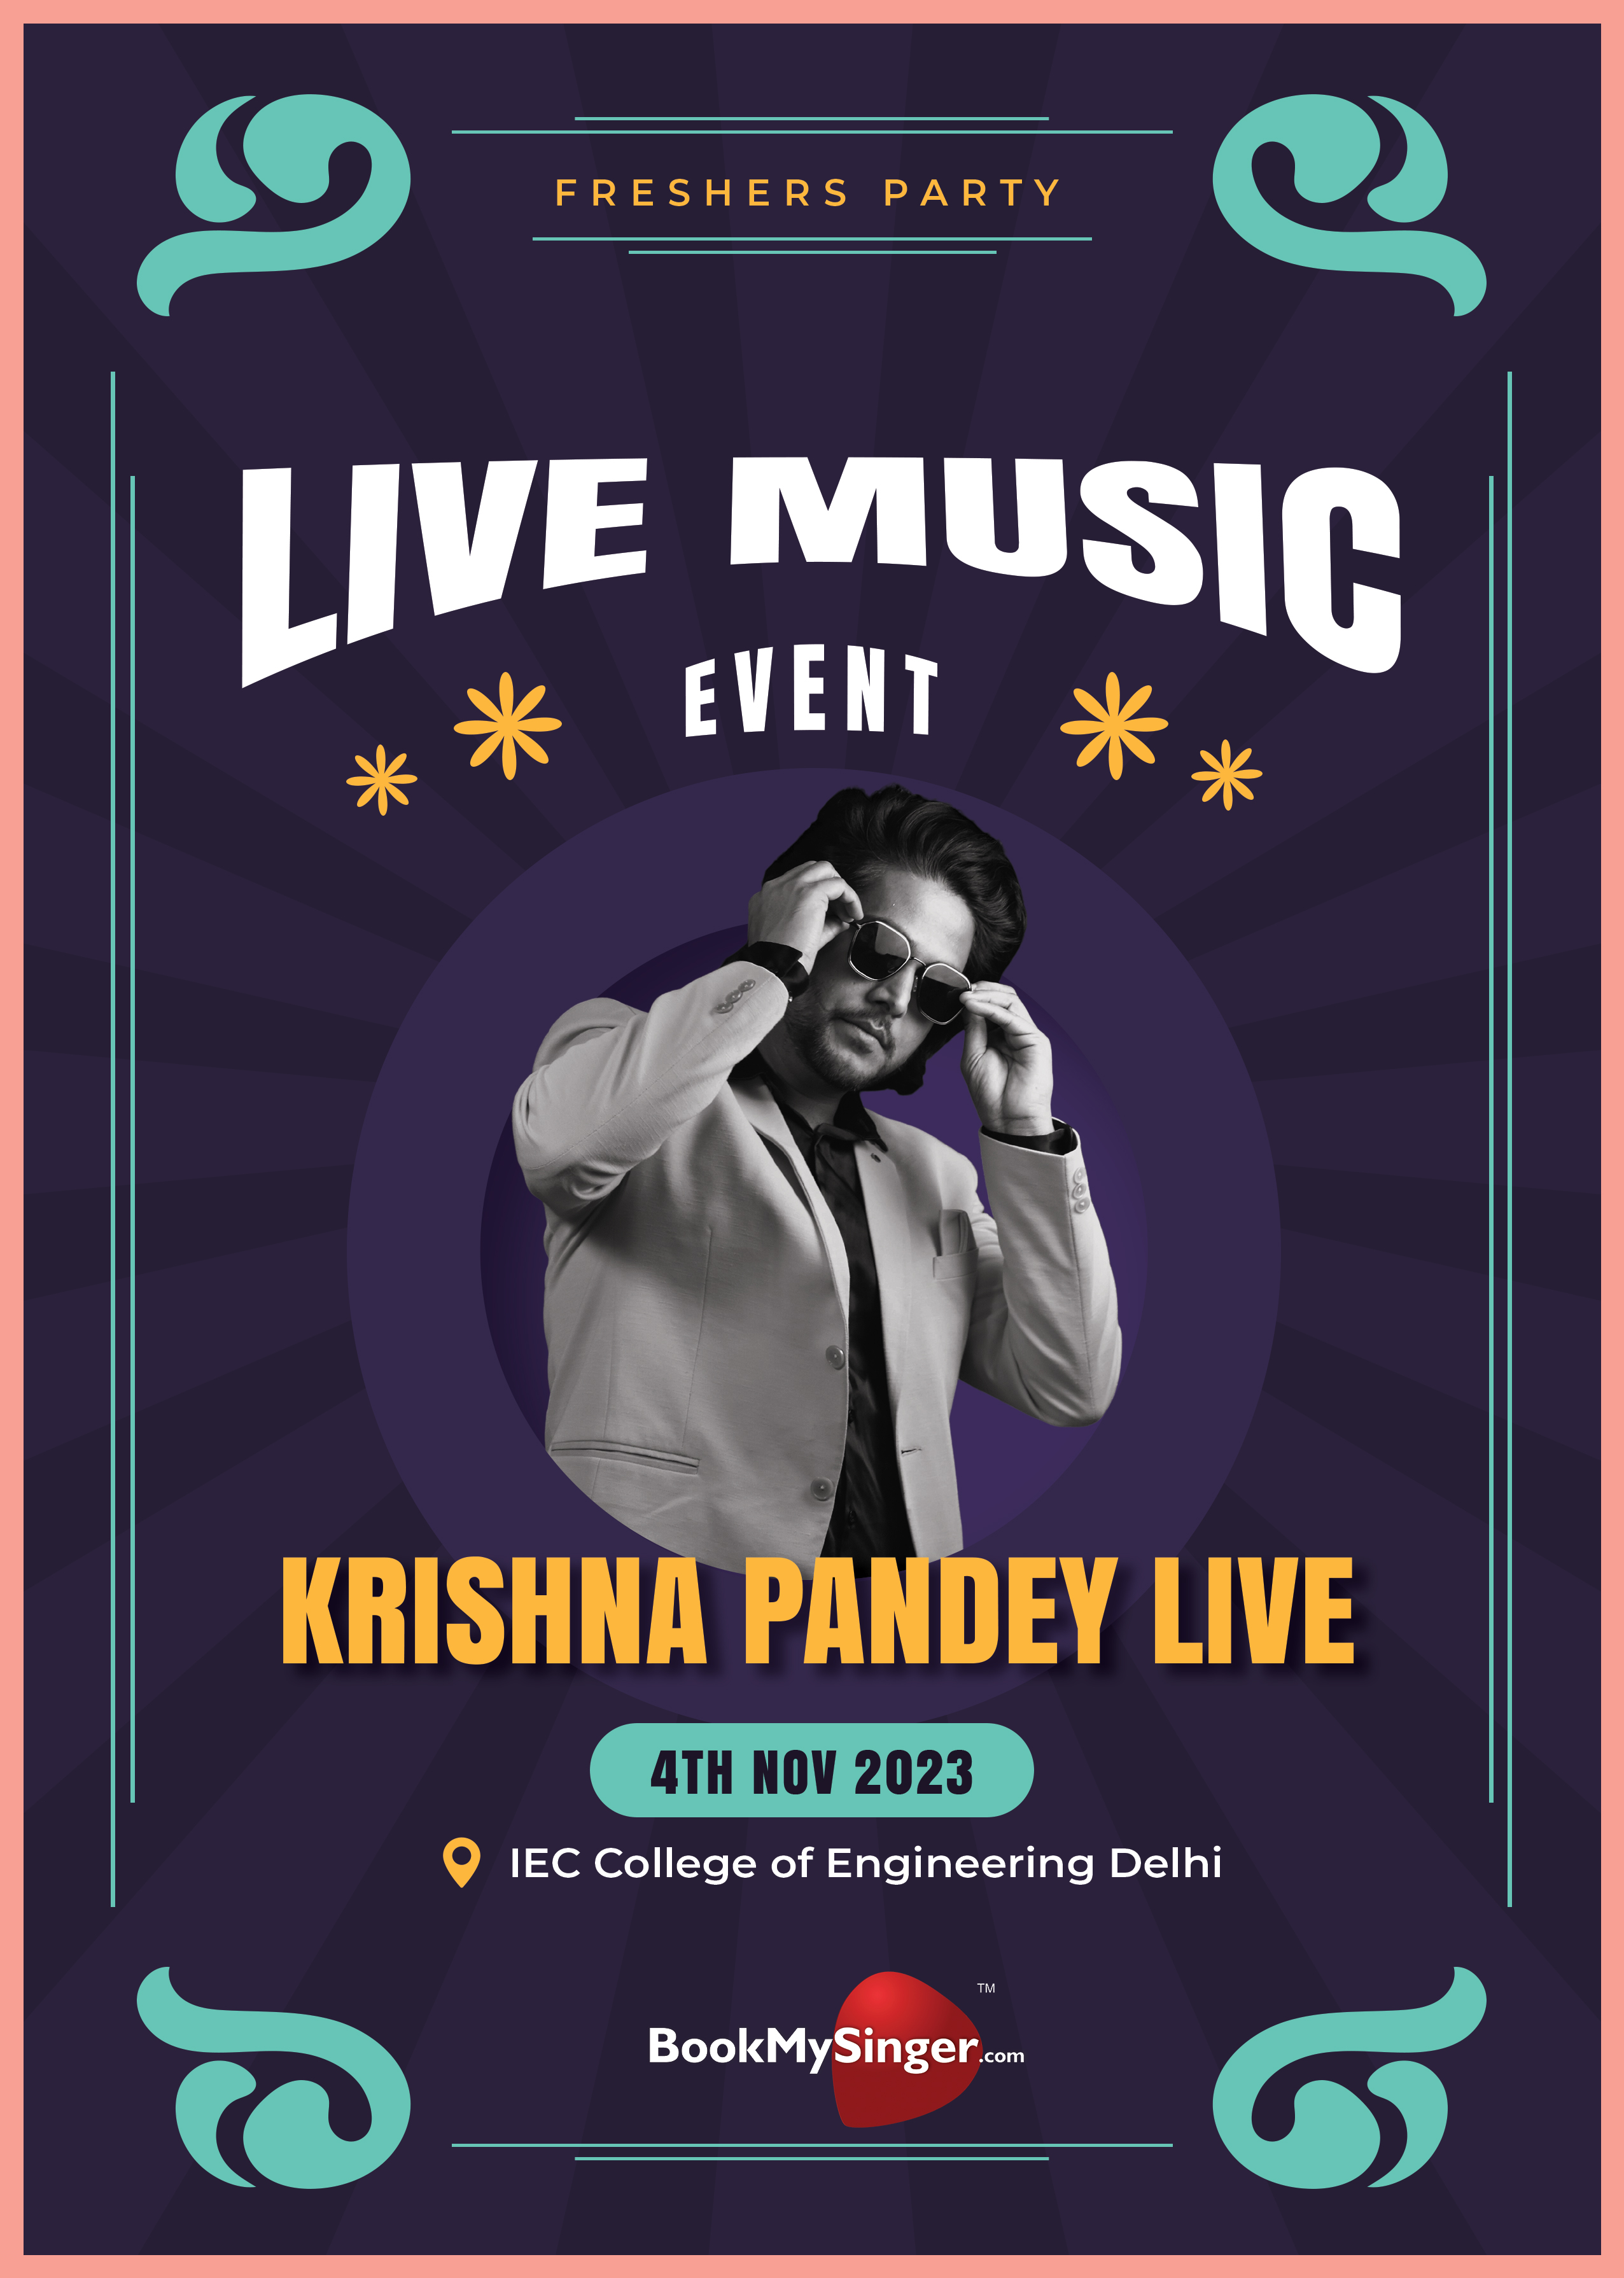 FRESHERS PARTY
LIVE MUSIC
EVENT
KRISHNA PANDEY LIVE
4TH NOV 2023
IEC College of Engineering Delhi
BookMySinger.com TM